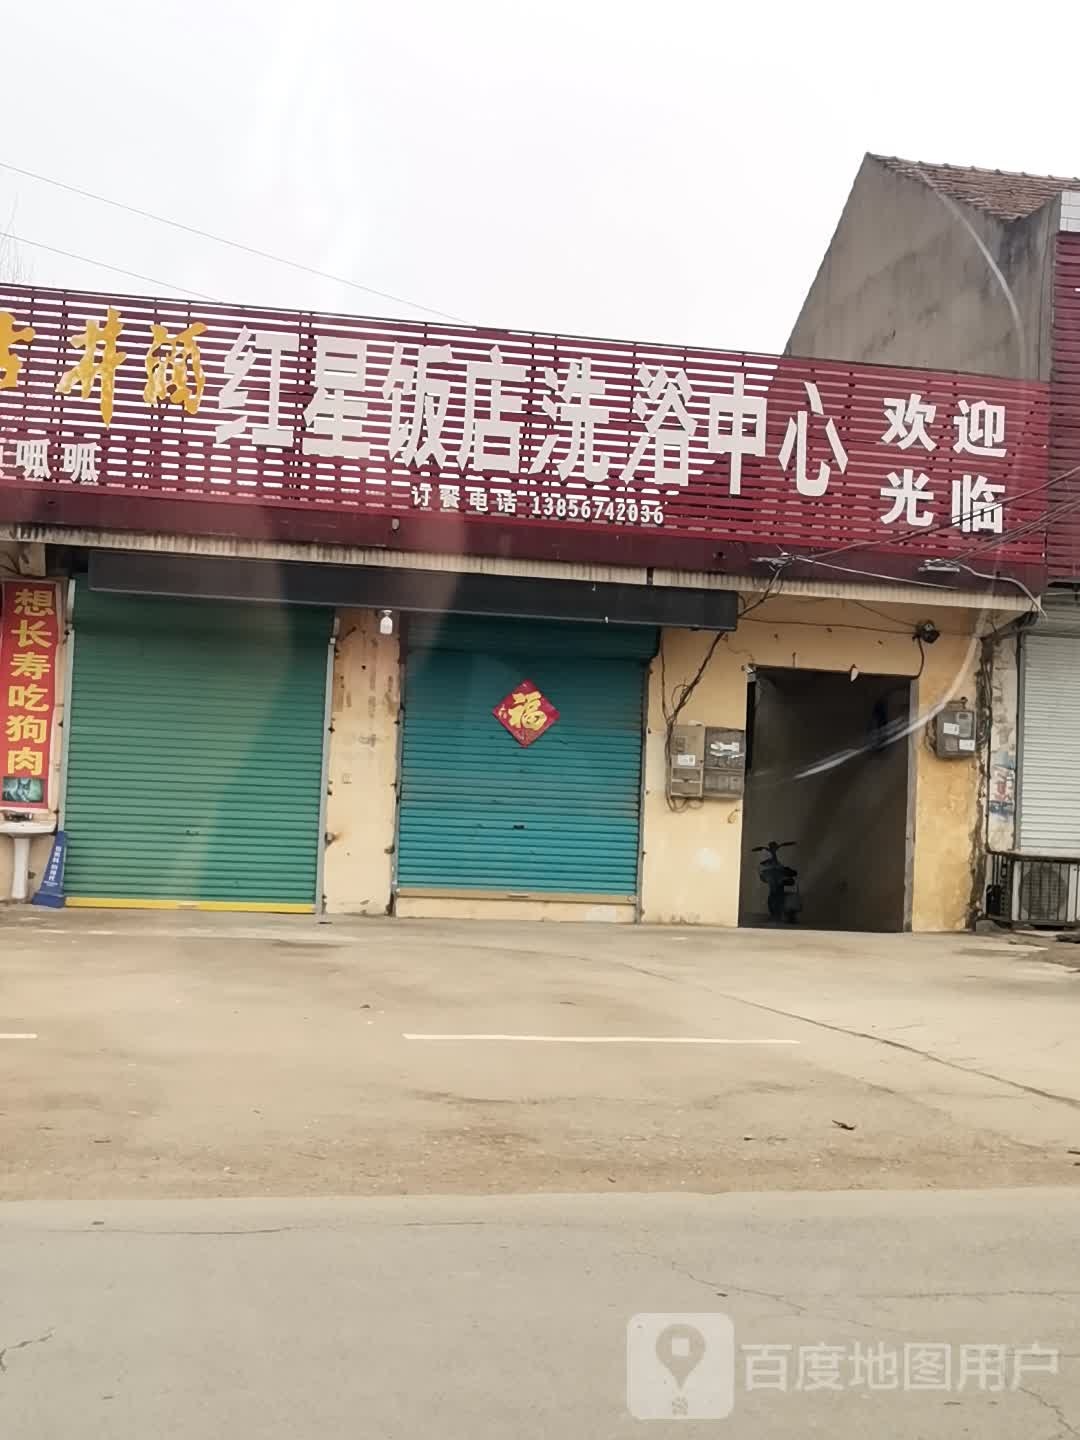 古井酒
呱呱
红星饭店洗浴中心
订餐电话 13856742036
欢迎
光临
想长寿吃狗肉
福
百度地图用户